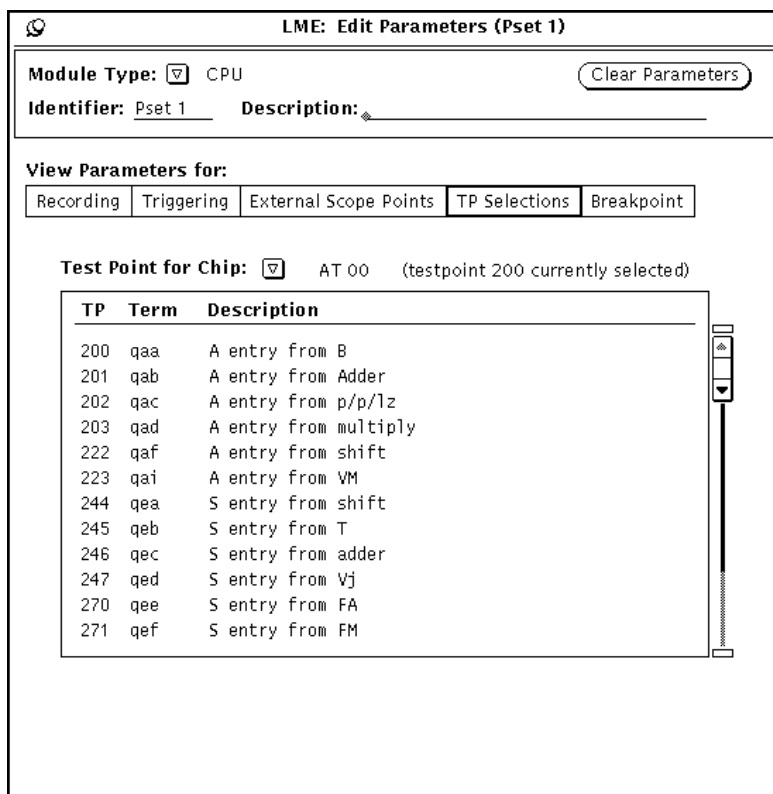 LME: Edit Parameters (Pset 1)
Module Type: CPU Clear Parameters
Identifier: Pset 1 Description:
View Parameters for:
Recording Triggering External Scope Points TP Selections Breakpoint
Test Point for Chip: AT 00 (testpoint 200 currently selected)
TP Term Description
200 qaa A entry from B
201 qab A entry from Adder
202 qac A entry from p/p/lz
203 qad A entry from multiply
222 qaf A entry from shift
223 qai A entry from VM
244 qea S entry from shift
245 qeb S entry from T
246 qec S entry from adder
247 qed S entry from Vj
270 qee S entry from FA
271 qef S entry from FM